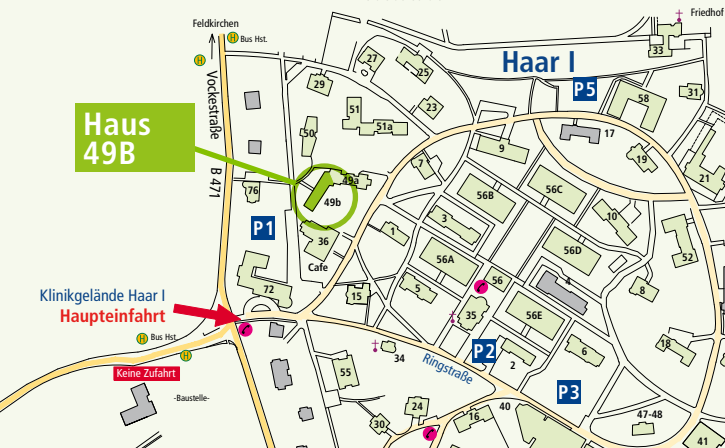 Friedhof
Feldkirchen
H Bus Hst.
H
33
Haar I
27
25
P5
29
58
31
Vockestraße
51
23
Haus
49B
50
51a
17
9
19
7
21
B 471
49a
76
49b
56B
56C
10
3
P1
36
1
56D
52
Cafe
56A
56
4
72
5
8
Klinikgelände Haar I
15
Haupteinfahrt
35
56E
H Bus Hst.
34
P2
6
18
H
Ringstraße
2
Keine Zufahrt
55
P3
-Baustelle-
24
40
47-48
16
30
41